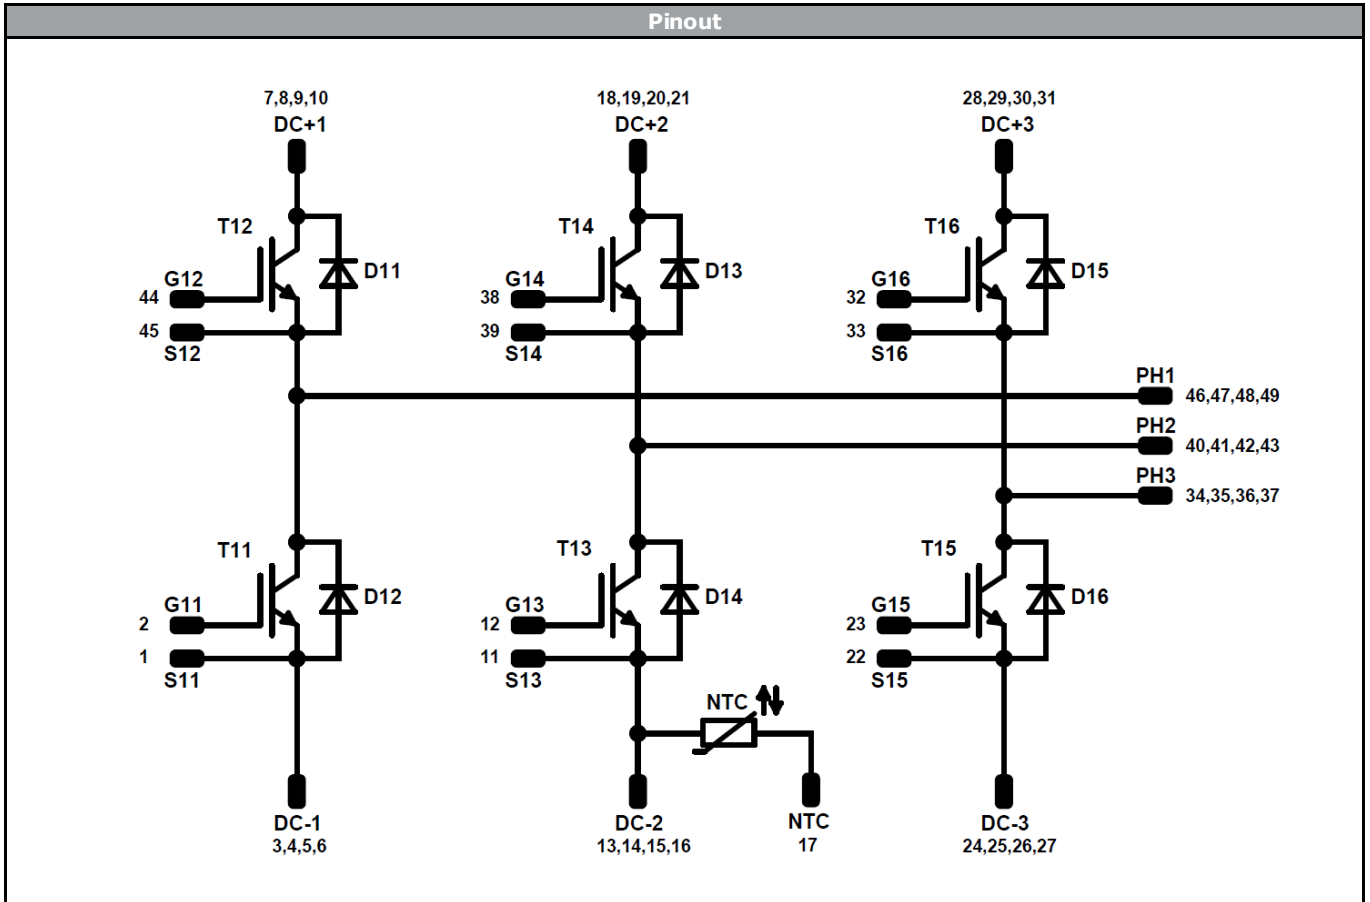 Pinout
7,8,9,10
18,19,20,21
28,29,30,31
DC+1
DC+2
DC+3
T12
T14
T16
D11
D13
D15
G12
G14
G16
44
38
32
45
39
33
S12
S14
S16
PH1
46,47,48,49
PH2
40,41,42,43
PH3
34,35,36,37
T11
T13
T15
D12
D14
D16
G11
G13
G15
2
12
23
1
11
22
S11
S13
S15
NTC
DC-1
DC-2
NTC
DC-3
3,4,5,6
13,14,15,16
17
24,25,26,27